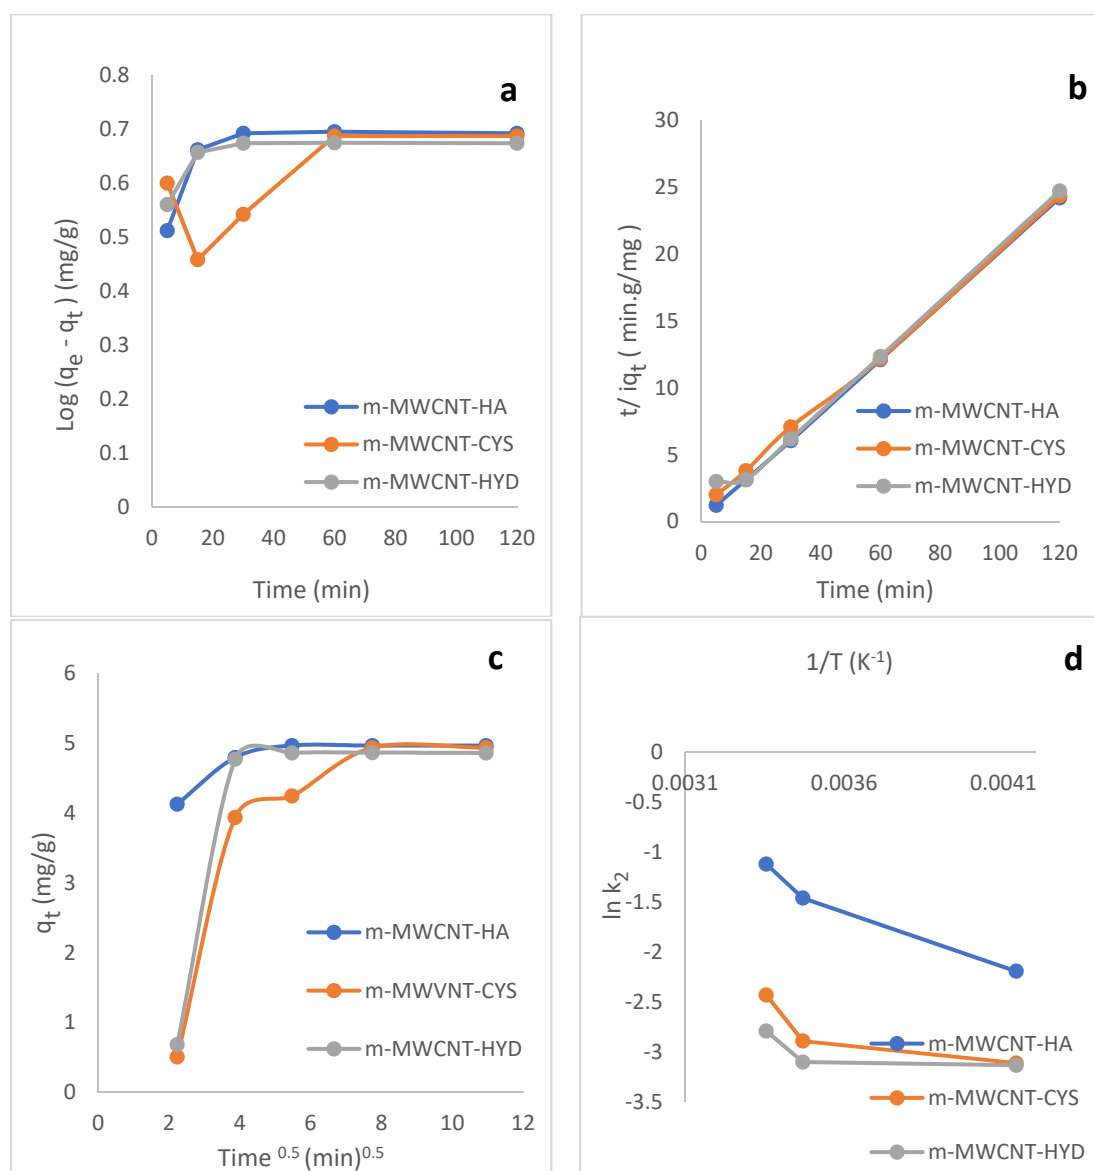 a
0.8
0.7
0.6
0.5
0.4
0.3
0.2
0.1
0
Log (qe - qt ) (mg/g)
m-MWCNT-HA
m-MWCNT-CYS
m-MWCNT-HYD
0 20 40 60 80 100 120
Time (min)
b
30
25
20
15
10
5
0
t/ iqt ( min.g/mg )
m-MWCNT-HA
m-MWCNT-CYS
m-MWCNT-HYD
0 20 40 60 80 100 120
Time (min)
c
6
5
4
3
2
1
0
qt (mg/g)
m-MWCNT-HA
m-MWVNT-CYS
m-MWCNT-HYD
0 2 4 6 8 10 12
Time 0.5 (min)0.5
d
1/T (K-1)
0
0.0031 0.0036 0.0041
-0.5
-1
-1.5
-2
-2.5
-3
-3.5
ln k2
m-MWCNT-HA
m-MWCNT-CYS
m-MWCNT-HYD